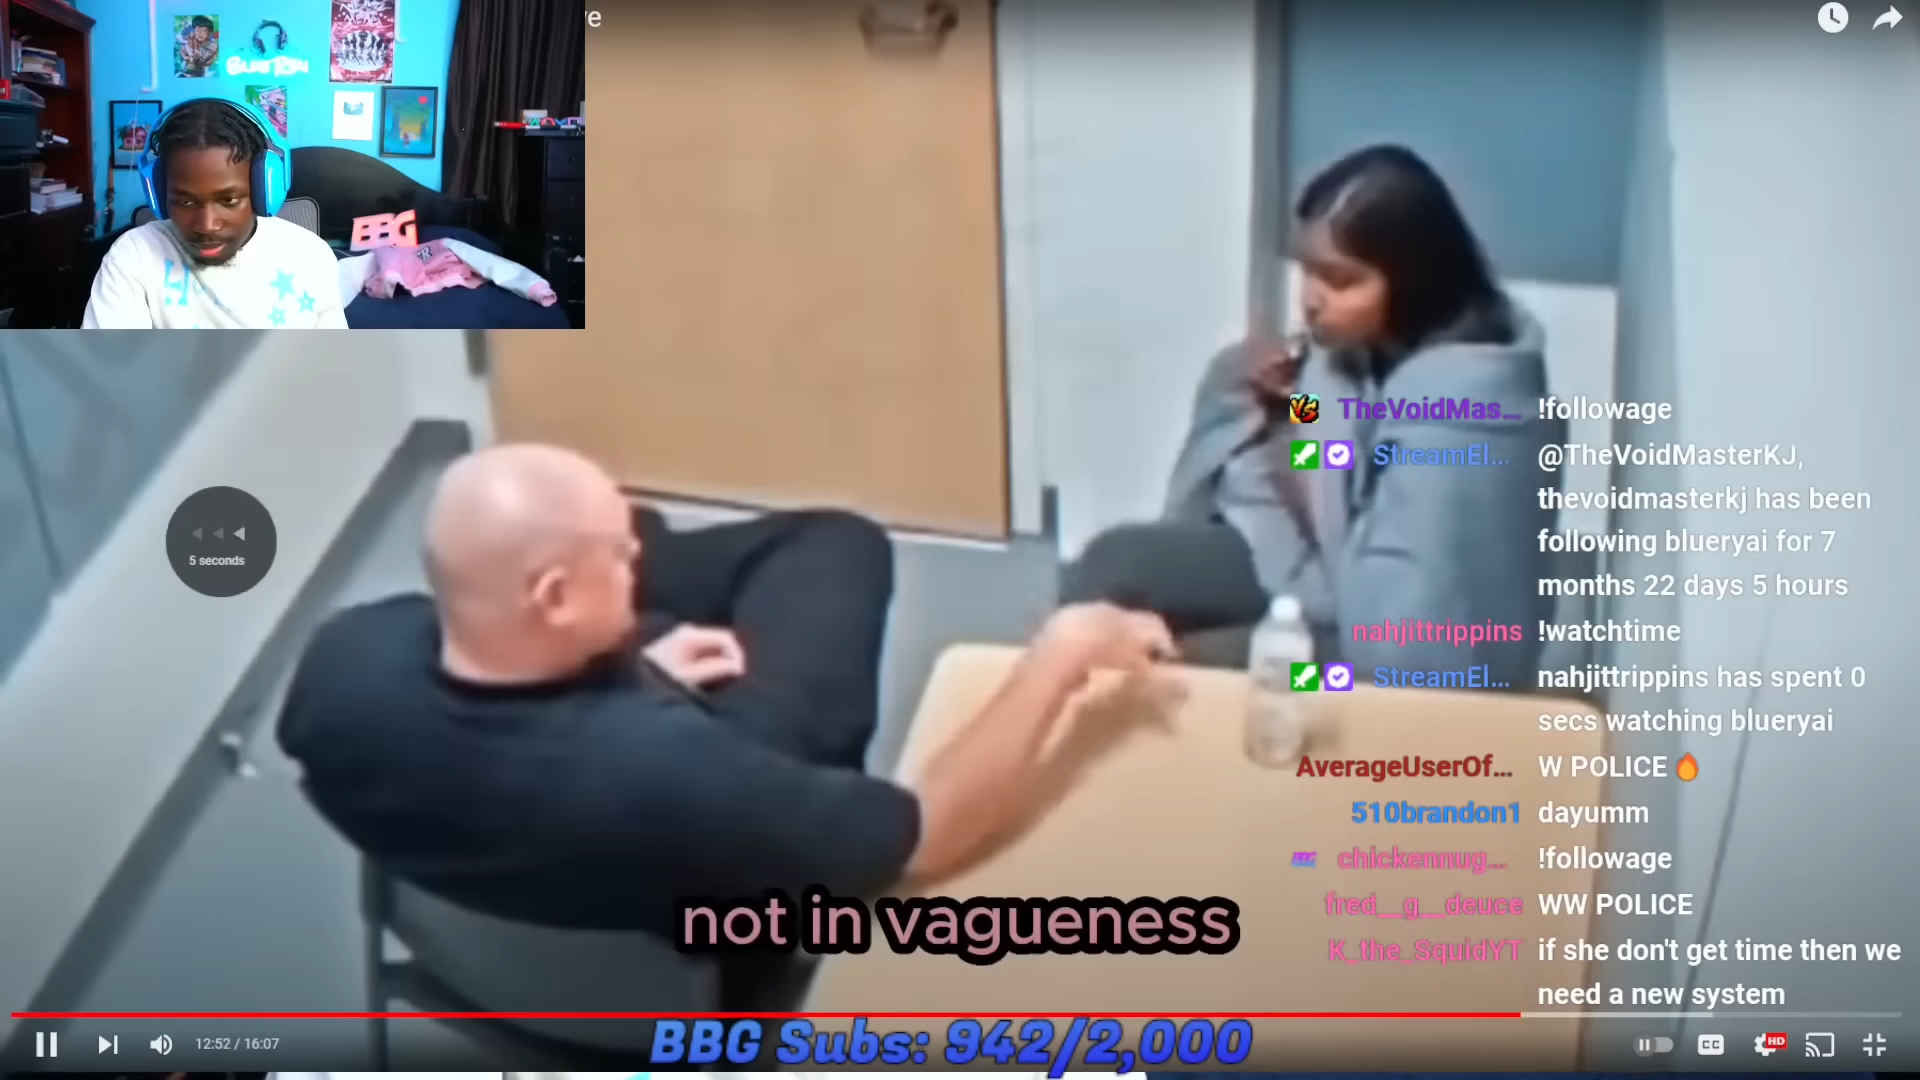 e
BBG
TheVoidMas... !followage
StreamEl... @TheVoidMasterKJ,
thevoidmasterkj has been
following blueryai for 7
months 22 days 5 hours
nahjittrippins !watchtime
StreamEl... nahjittrippins has spent 0
secs watching blueryai
AverageUserOf... W POLICE🔥
510brandon1 dayumm
chickennug... !followage
fred__g__deuce WW POLICE
K_the_SquidYT if she don't get time then we
need a new system
5 seconds
not in vagueness
12:52 / 16:07
BBG Subs: 942/2,000
CC
HD